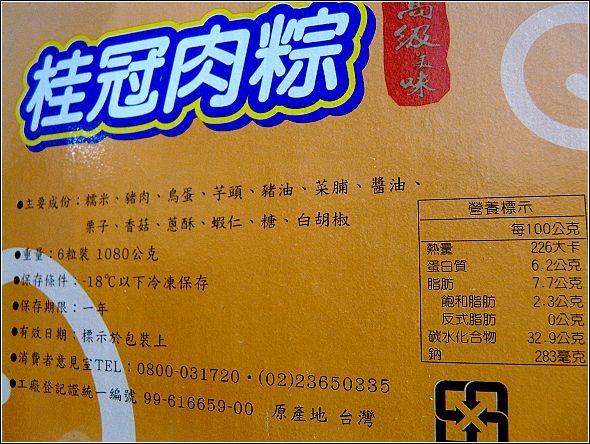 桂冠肉粽
高級美味
●主要成份：糯米、豬肉、鳥蛋、芋頭、豬油、菜脯、醬油、
栗子、香菇、蔥酥、蝦仁、糖、白胡椒
●重量：6粒裝 1080公克
●保存條件：-18℃以下冷凍保存
●保存期限：一年
●有效日期：標示於包裝上
●消費者意見室TEL：0800-031720・(02)23650335
●工廠登記證統一編號 99-616659-00 原產地 台灣
營養標示
每100公克
熱量 226大卡
蛋白質 6.2公克
脂肪 7.7公克
飽和脂肪 2.3公克
反式脂肪 0公克
碳水化合物 32.9公克
鈉 283毫克